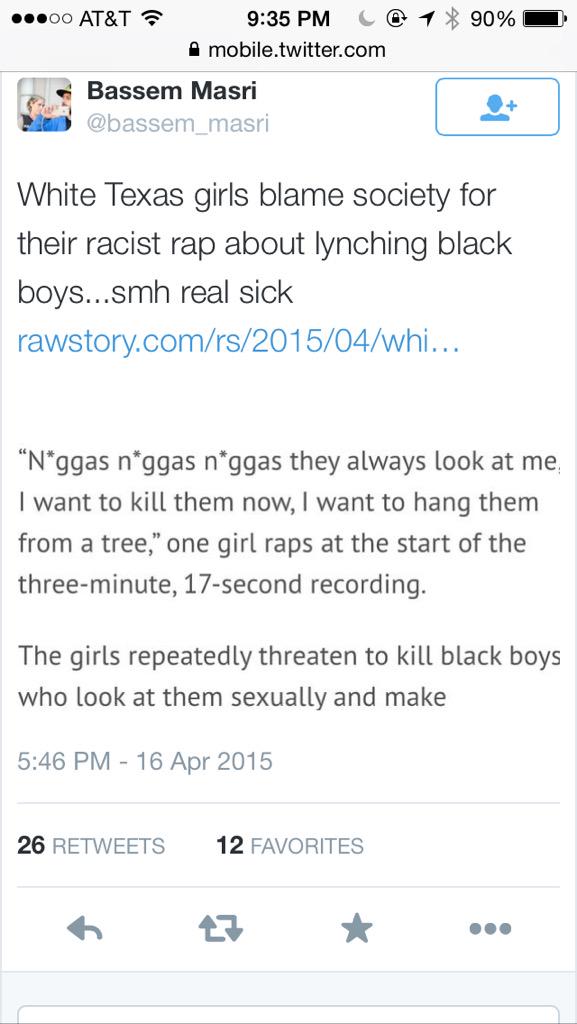 AT&T 9:35 PM 90%
mobile.twitter.com
Bassem Masri
@bassem_masri
White Texas girls blame society for
their racist rap about lynching black
boys...smh real sick
rawstory.com/rs/2015/04/whi...
“N*ggas n*ggas n*ggas they always look at me,
I want to kill them now, I want to hang them
from a tree,” one girl raps at the start of the
three-minute, 17-second recording.
The girls repeatedly threaten to kill black boys
who look at them sexually and make
5:46 PM - 16 Apr 2015
26 RETWEETS 12 FAVORITES